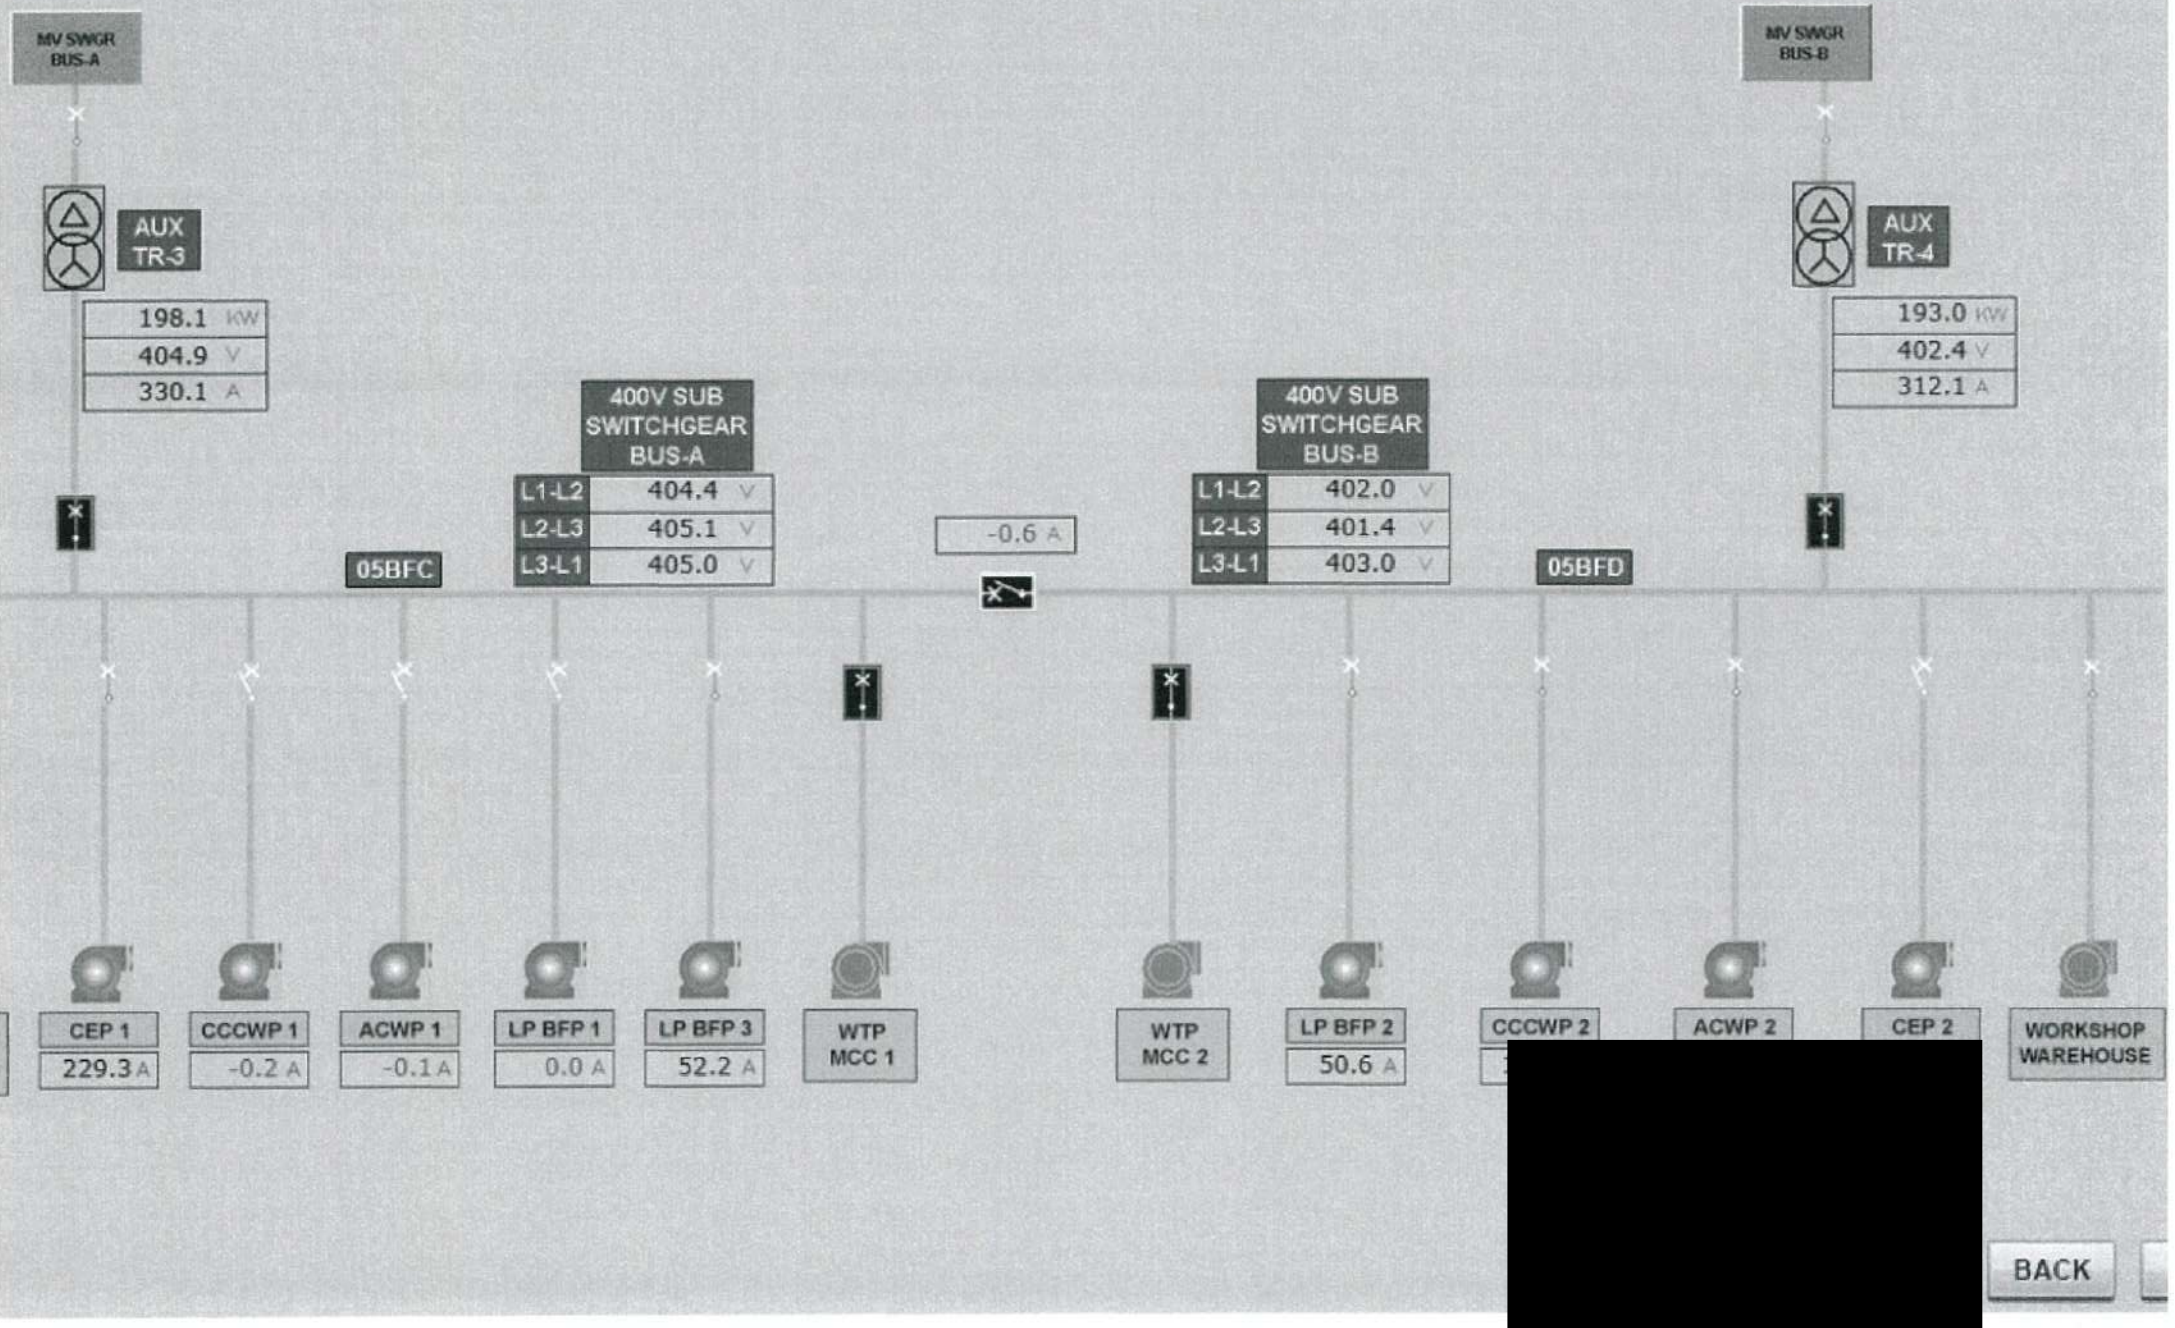 MV SWGR
BUS-A
MV SWGR
BUS-B
AUX
TR-3
AUX
TR-4
198.1 KW
404.9 V
330.1 A
193.0 KW
402.4 V
312.1 A
400V SUB
SWITCHGEAR
BUS-A
L1-L2 404.4 V
L2-L3 405.1 V
L3-L1 405.0 V
-0.6 A
400V SUB
SWITCHGEAR
BUS-B
L1-L2 402.0 V
L2-L3 401.4 V
L3-L1 403.0 V
05BFC
05BFD
CEP 1
229.3 A
CCCWP 1
-0.2 A
ACWP 1
-0.1 A
LP BFP 1
0.0 A
LP BFP 3
52.2 A
WTP
MCC 1
WTP
MCC 2
LP BFP 2
50.6 A
CCCWP 2
ACWP 2
CEP 2
WORKSHOP
WAREHOUSE
BACK